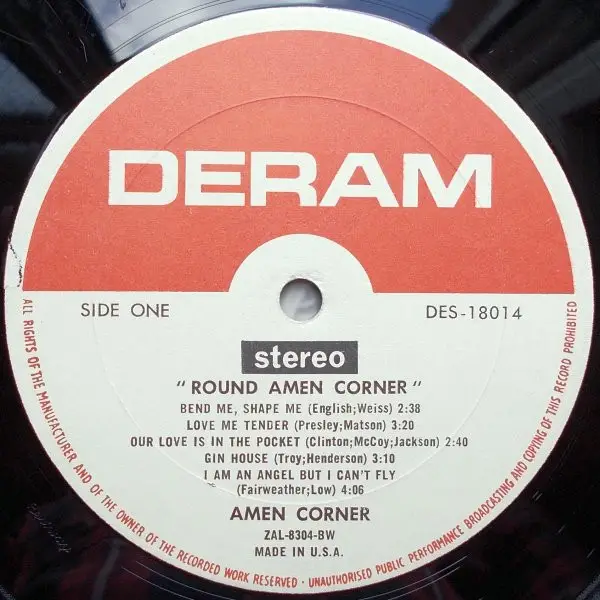 DERAM
SIDE ONE
DES-18014
stereo
"ROUND AMEN CORNER"
BEND ME, SHAPE ME (English;Weiss) 2:38
LOVE ME TENDER (Presley;Matson) 3:20
OUR LOVE IS IN THE POCKET (Clinton;McCoy;Jackson) 2:40
GIN HOUSE (Troy;Henderson) 3:10
I AM AN ANGEL BUT I CAN'T FLY
(Fairweather;Low) 4:06
AMEN CORNER
ZAL-8304-BW
MADE IN U.S.A.
ALL RIGHTS OF THE MANUFACTURER AND OF THE OWNER OF THE RECORDED WORK RESERVED · UNAUTHORISED PUBLIC PERFORMANCE BROADCASTING AND COPYING OF THIS RECORD PROHIBITED